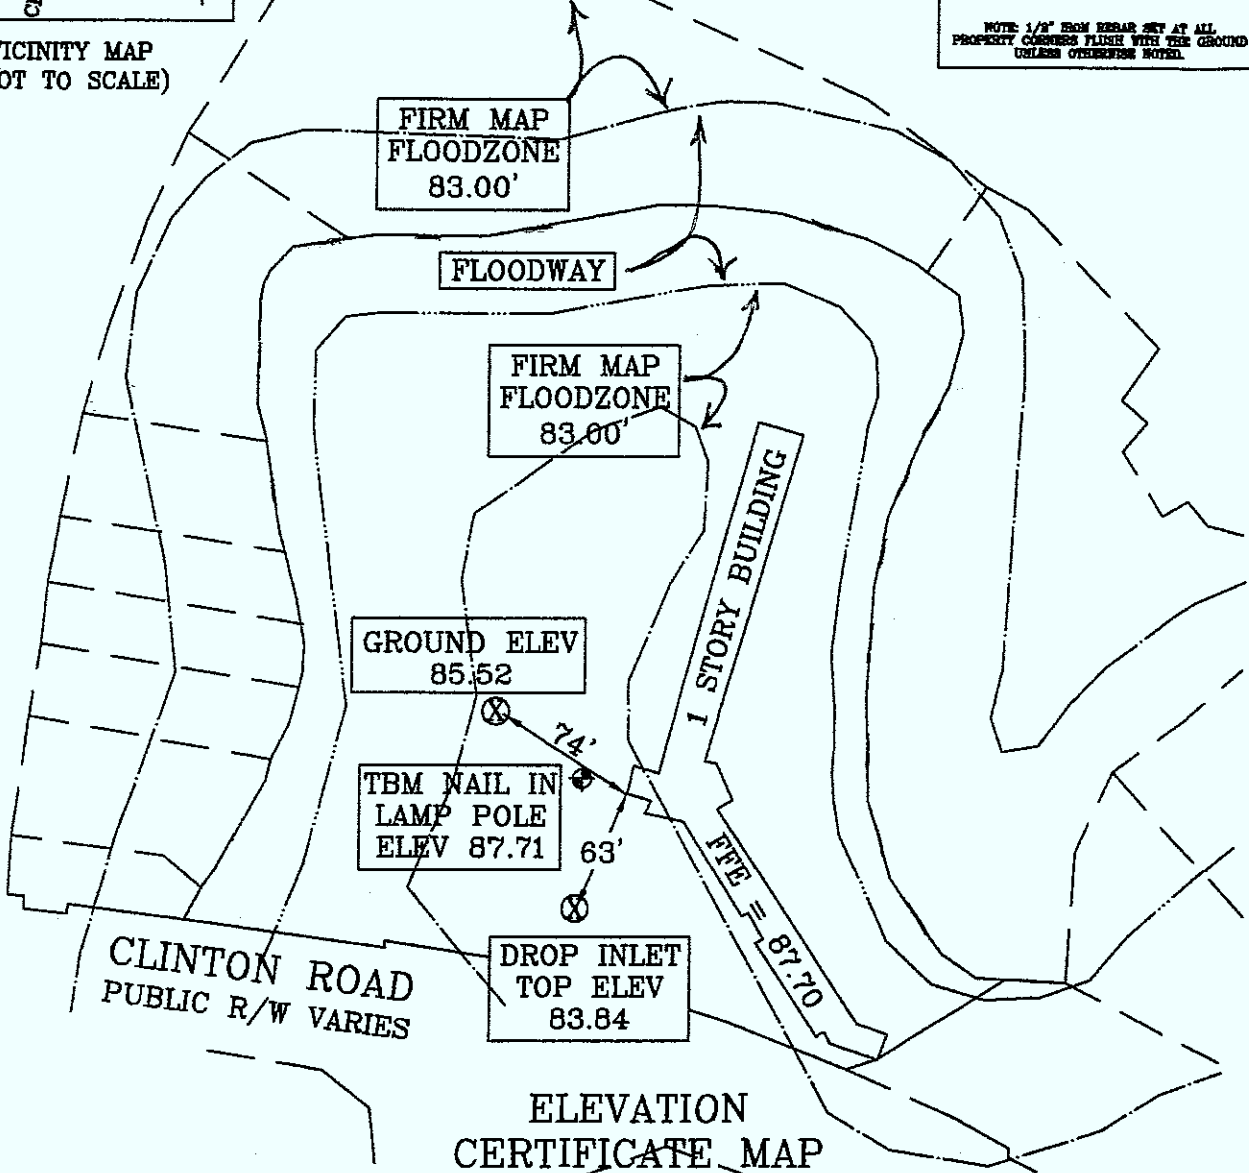 VICINITY MAP
NOT TO SCALE)
NOTE: 1/2" IRON REBAR SET AT ALL
PROPERTY CORNERS FLUSH WITH THE GROUND
UNLESS OTHERWISE NOTED.
FIRM MAP
FLOODZONE
83.00'
FLOODWAY
FIRM MAP
FLOODZONE
83.00'
1 STORY BUILDING
GROUND ELEV
85.52
74'
TBM NAIL IN
LAMP POLE
ELEV 87.71
63'
FFE = 87.70
DROP INLET
TOP ELEV
83.84
CLINTON ROAD
PUBLIC R/W VARIES
ELEVATION
CERTIFICATE MAP